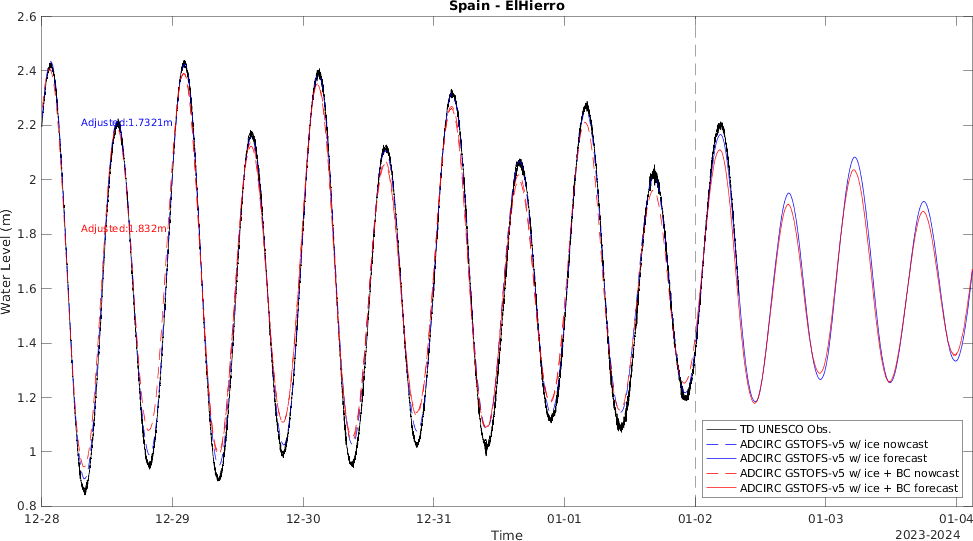 Spain - ElHierro
2.6
2.4
2.2
2
1.8
1.6
1.4
1.2
1
0.8
Water Level (m)
Adjusted:1.7321m
Adjusted:1.832m
TD UNESCO Obs.
ADCIRC GSTOFS-v5 w/ ice nowcast
ADCIRC GSTOFS-v5 w/ ice forecast
ADCIRC GSTOFS-v5 w/ ice + BC nowcast
ADCIRC GSTOFS-v5 w/ ice + BC forecast
12-28 12-29 12-30 12-31 01-01 01-02 01-03 01-04
Time
2023-2024